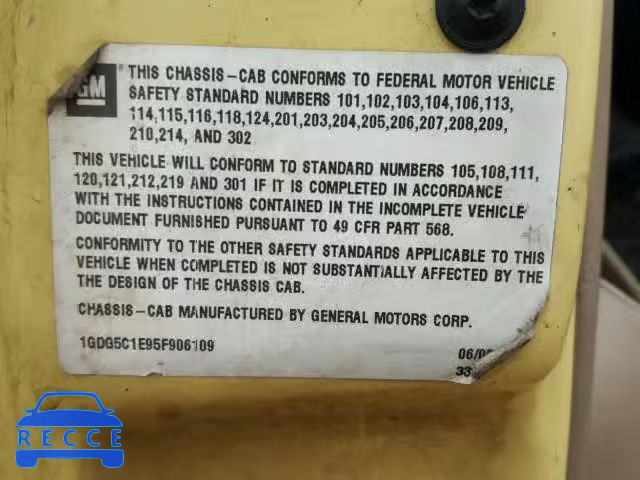 GM
THIS CHASSIS-CAB CONFORMS TO FEDERAL MOTOR VEHICLE
SAFETY STANDARD NUMBERS 101,102,103,104,106,113,
114,115,116,118,124,201,203,204,205,206,207,208,209,
210,214, AND 302
THIS VEHICLE WILL CONFORM TO STANDARD NUMBERS 105,108,111,
120,121,212,219 AND 301 IF IT IS COMPLETED IN ACCORDANCE
WITH THE INSTRUCTIONS CONTAINED IN THE INCOMPLETE VEHICLE
DOCUMENT FURNISHED PURSUANT TO 49 CFR PART 568.
CONFORMITY TO THE OTHER SAFETY STANDARDS APPLICABLE TO THIS
VEHICLE WHEN COMPLETED IS NOT SUBSTANTIALLY AFFECTED BY THE
THE DESIGN OF THE CHASSIS CAB.
CHASSIS-CAB MANUFACTURED BY GENERAL MOTORS CORP.
1GDG5C1E95F906109
06/0
33
RECCE